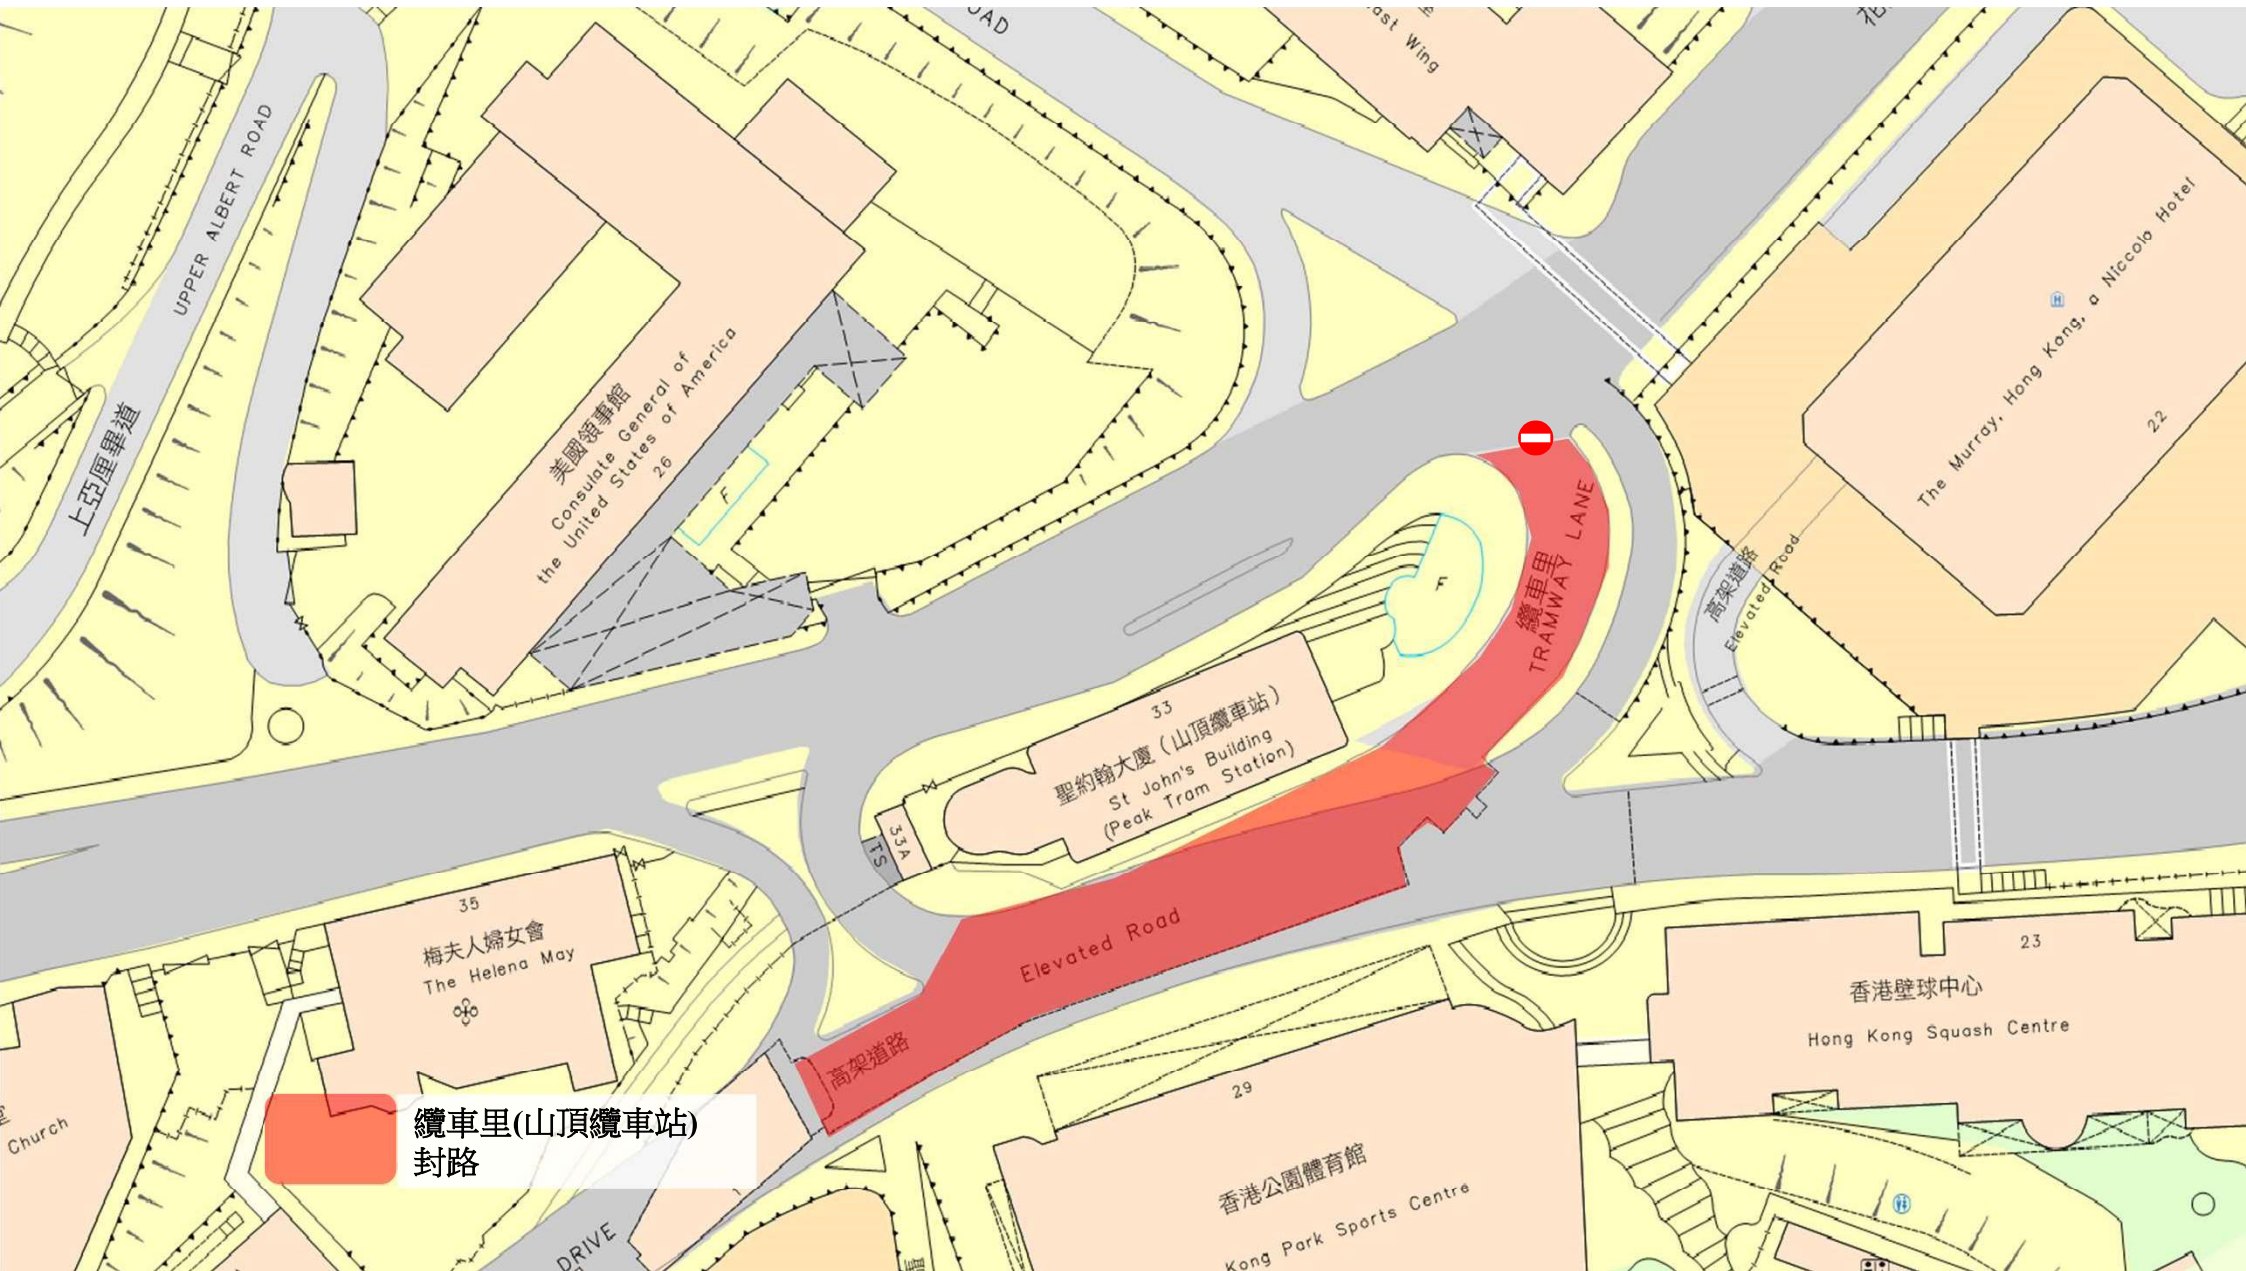 OAD
East Wing
花
UPPER ALBERT ROAD
上亞厘畢道
美國領事館
Consulate General of
the United States of America
26
F
The Murray, Hong Kong, a Niccolo Hotel
22
H
纜車里
TRAMWAY LANE
高架道路
Elevated Road
F
33
聖約翰大廈（山頂纜車站）
St John's Building
(Peak Tram Station)
33A
TS
35
梅夫人婦女會
The Helena May
Elevated Road
高架道路
23
香港壁球中心
Hong Kong Squash Centre
29
香港公園體育館
Kong Park Sports Centre
Church
DRIVE
纜車里(山頂纜車站)
封路